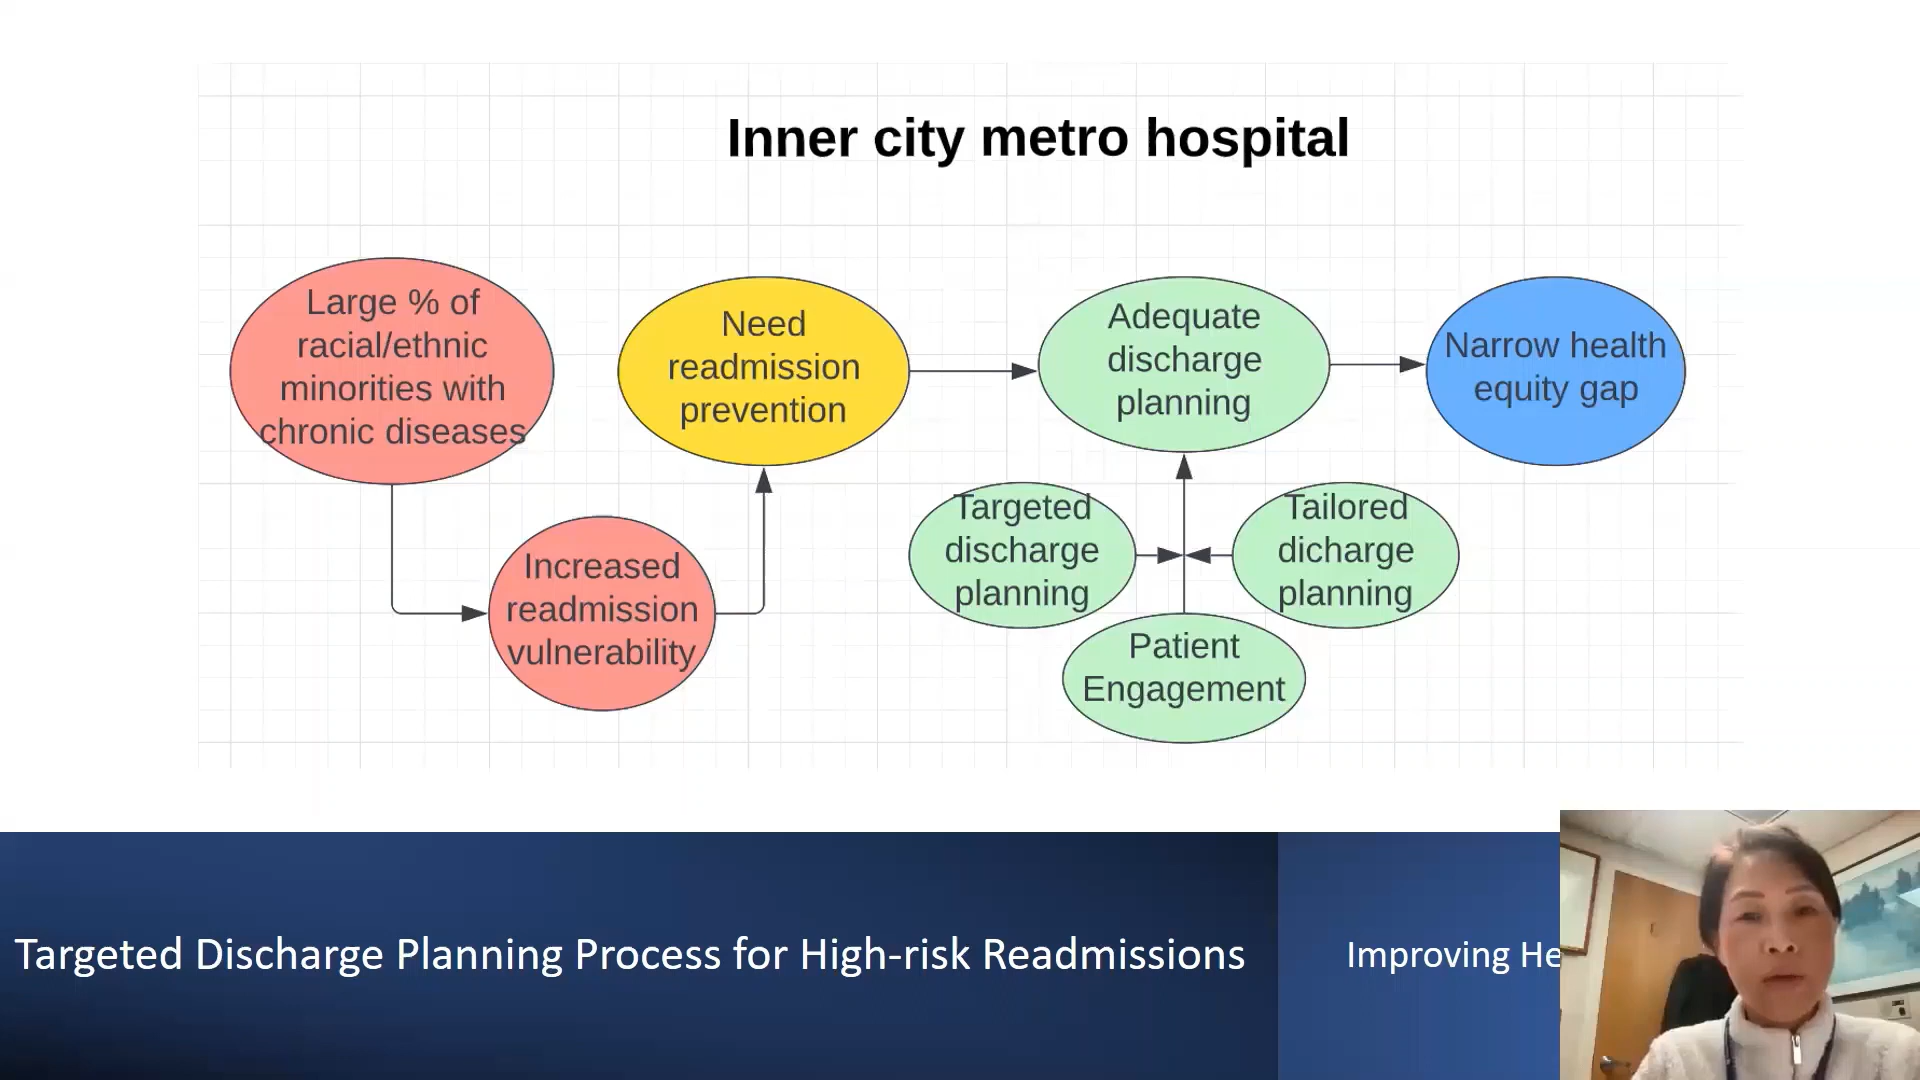 Inner city metro hospital
Large % of
racial/ethnic
minorities with
chronic diseases
Need
readmission
prevention
Adequate
discharge
planning
Narrow health
equity gap
Increased
readmission
vulnerability
Targeted
discharge
planning
Tailored
dicharge
planning
Patient
Engagement
Targeted Discharge Planning Process for High-risk Readmissions
Improving He